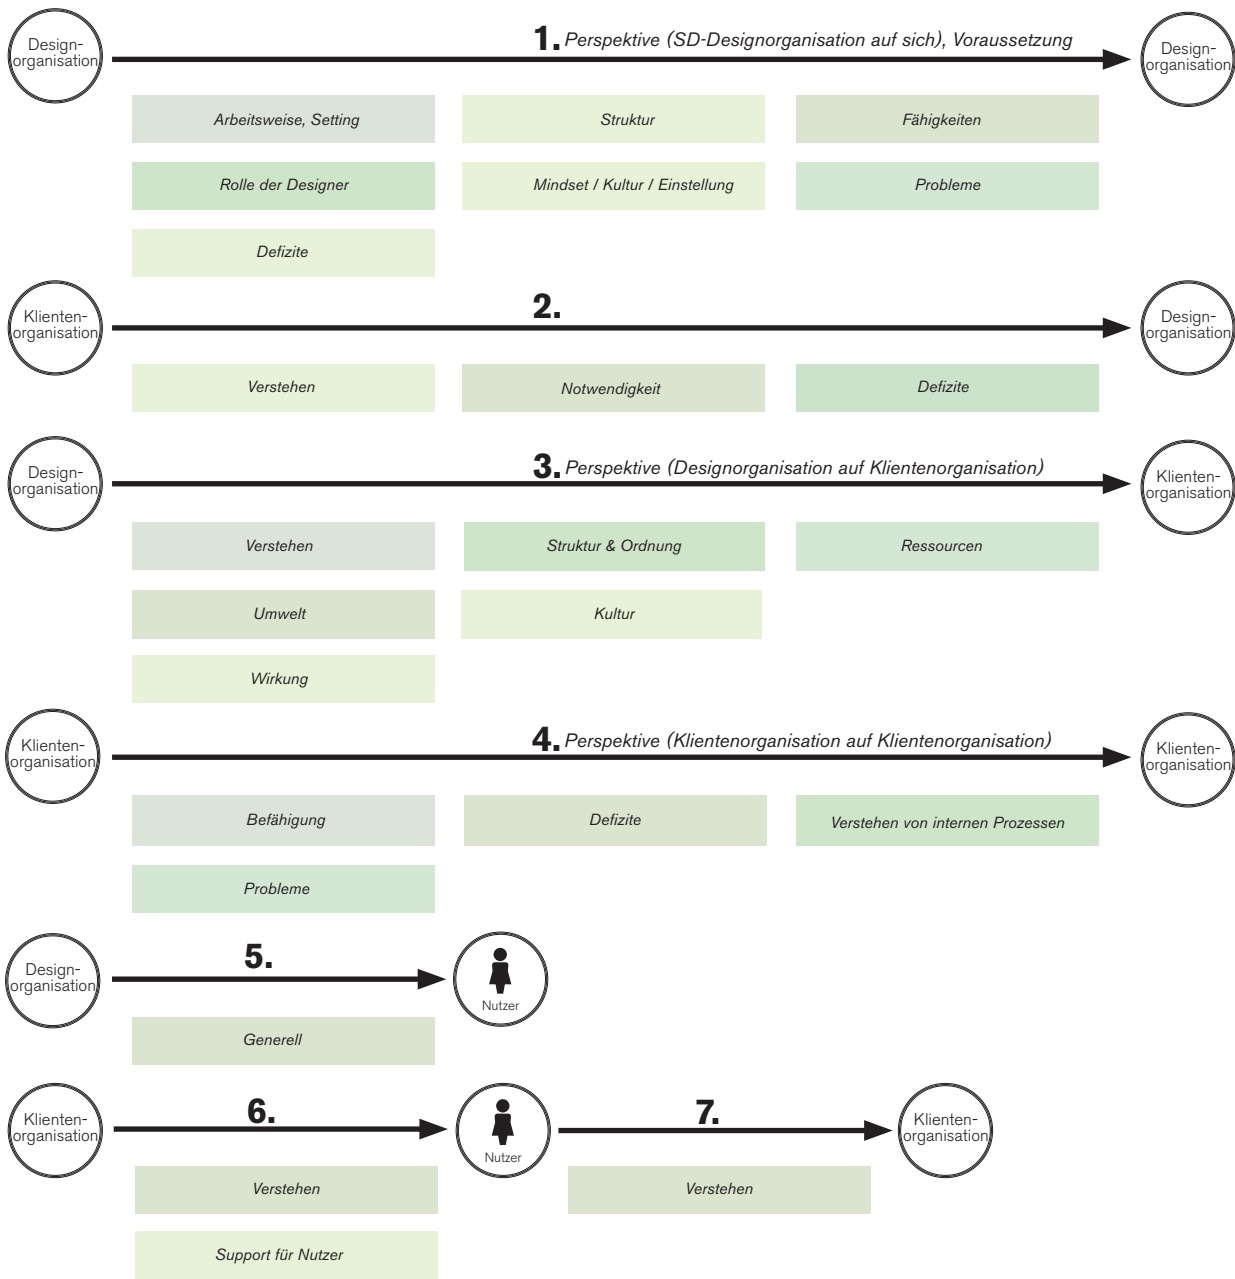 Design-
organisation
1. Perspektive (SD-Designorganisation auf sich), Voraussetzung
Design-
organisation
Arbeitsweise, Setting
Struktur
Fähigkeiten
Rolle der Designer
Mindset / Kultur / Einstellung
Probleme
Defizite
Klienten-
organisation
2.
Design-
organisation
Verstehen
Notwendigkeit
Defizite
Design-
organisation
3. Perspektive (Designorganisation auf Klientenorganisation)
Klienten-
organisation
Verstehen
Struktur & Ordnung
Ressourcen
Umwelt
Kultur
Wirkung
Klienten-
organisation
4. Perspektive (Klientenorganisation auf Klientenorganisation)
Klienten-
organisation
Befähigung
Defizite
Verstehen von internen Prozessen
Probleme
Design-
organisation
5.
Nutzer
Generell
Klienten-
organisation
6.
Nutzer
7.
Klienten-
organisation
Verstehen
Verstehen
Support für Nutzer